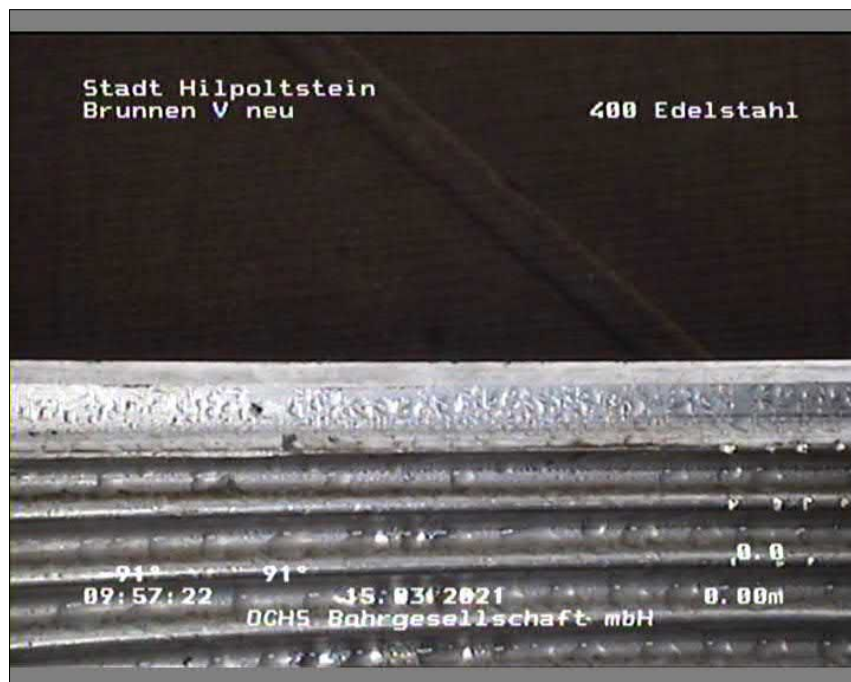 Stadt Hilpoltstein
Brunnen V neu
400 Edelstahl
0.0
91° 91°
09:57:22 15.03.2021 0.00m
OCHS Bohrgesellschaft mbH